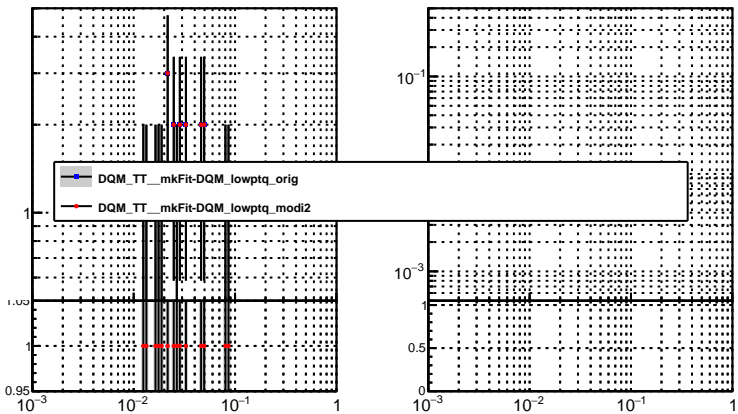 10⁻¹
DQM_TT__mkFit-DQM_lowptq_orig
DQM_TT__mkFit-DQM_lowptq_modi2
1
10⁻³
1.05
1
1
0.5
0.95
0
10⁻³ 10⁻² 10⁻¹ 1
10⁻³ 10⁻² 10⁻¹ 1